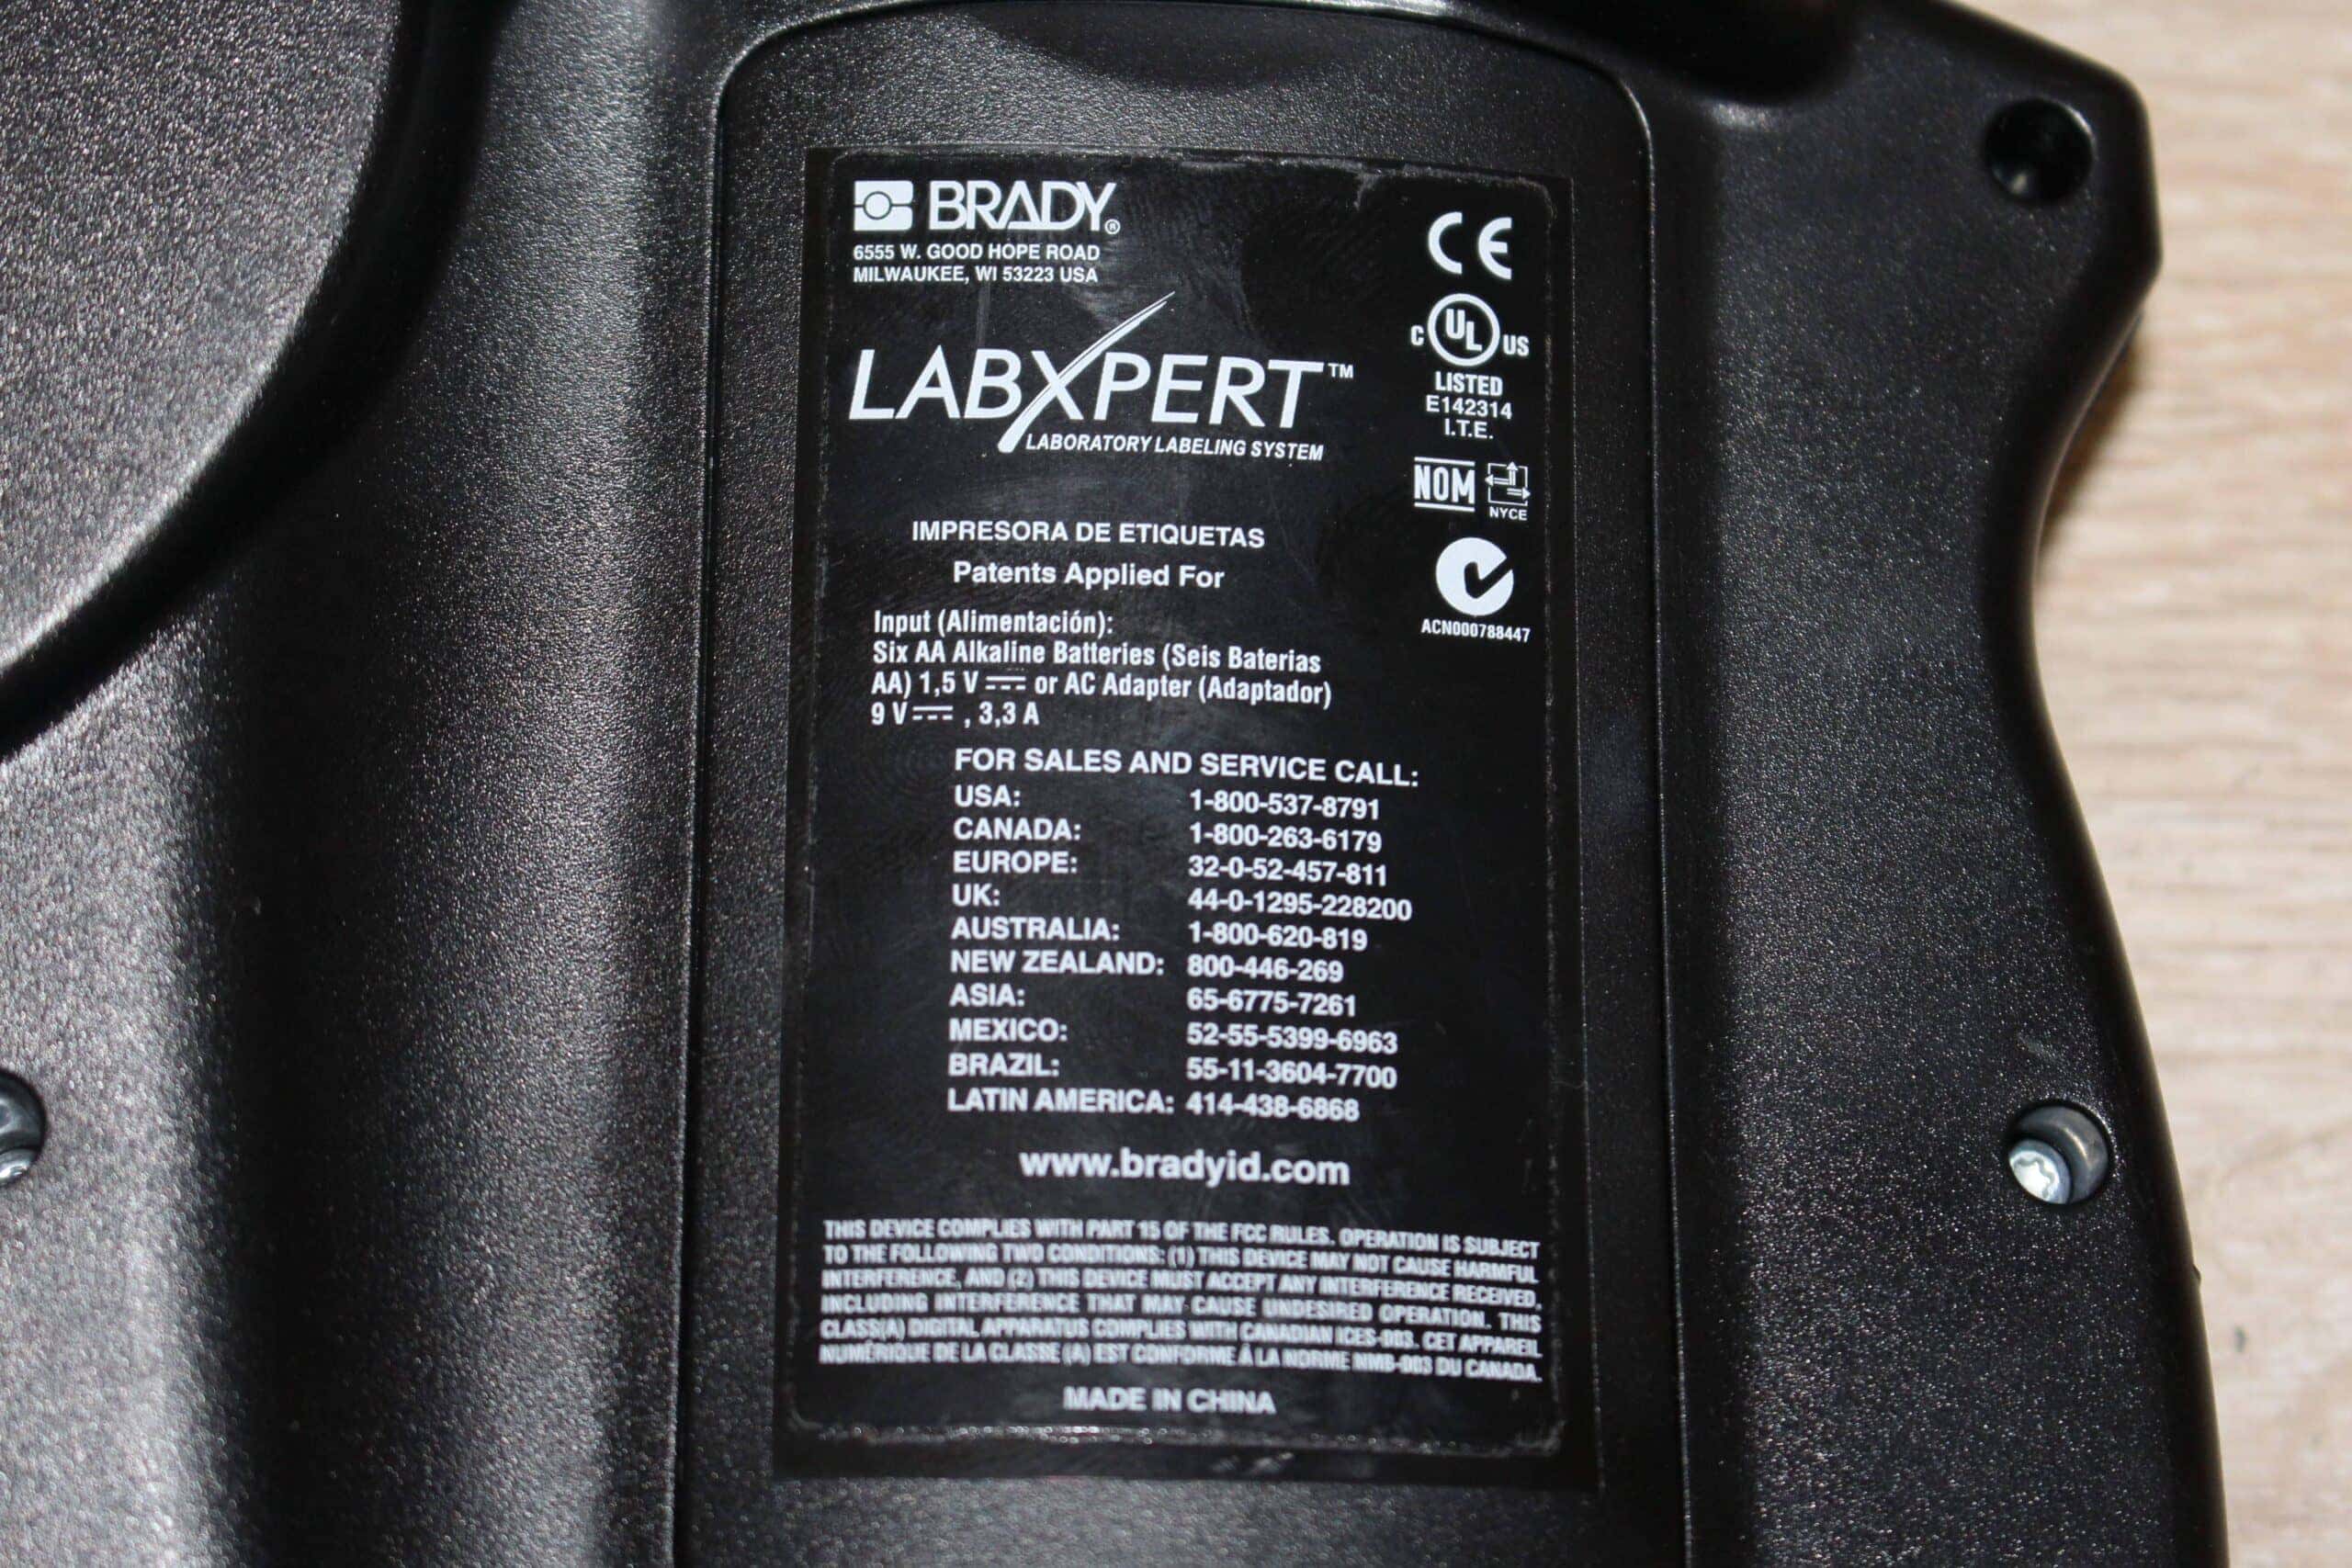 BRADY®
6555 W. GOOD HOPE ROAD
MILWAUKEE, WI 53223 USA
LABXPERT™
LABORATORY LABELING SYSTEM
CE
C UL US
LISTED
E142314
I.T.E.
NOM
NYCE
ACN000788447
IMPRESORA DE ETIQUETAS
Patents Applied For
Input (Alimentación):
Six AA Alkaline Batteries (Seis Baterias
AA) 1,5 V ⎓ or AC Adapter (Adaptador)
9 V ⎓ , 3,3 A
FOR SALES AND SERVICE CALL:
USA: 1-800-537-8791
CANADA: 1-800-263-6179
EUROPE: 32-0-52-457-811
UK: 44-0-1295-228200
AUSTRALIA: 1-800-620-819
NEW ZEALAND: 800-446-269
ASIA: 65-6775-7261
MEXICO: 52-55-5399-6963
BRAZIL: 55-11-3604-7700
LATIN AMERICA: 414-438-6868
www.bradyid.com
THIS DEVICE COMPLIES WITH PART 15 OF THE FCC RULES. OPERATION IS SUBJECT
TO THE FOLLOWING TWO CONDITIONS: (1) THIS DEVICE MAY NOT CAUSE HARMFUL
INTERFERENCE, AND (2) THIS DEVICE MUST ACCEPT ANY INTERFERENCE RECEIVED,
INCLUDING INTERFERENCE THAT MAY CAUSE UNDESIRED OPERATION. THIS
CLASS(A) DIGITAL APPARATUS COMPLIES WITH CANADIAN ICES-003. CET APPAREIL
NUMÉRIQUE DE LA CLASSE (A) EST CONFORME À LA NORME NMB-003 DU CANADA.
MADE IN CHINA